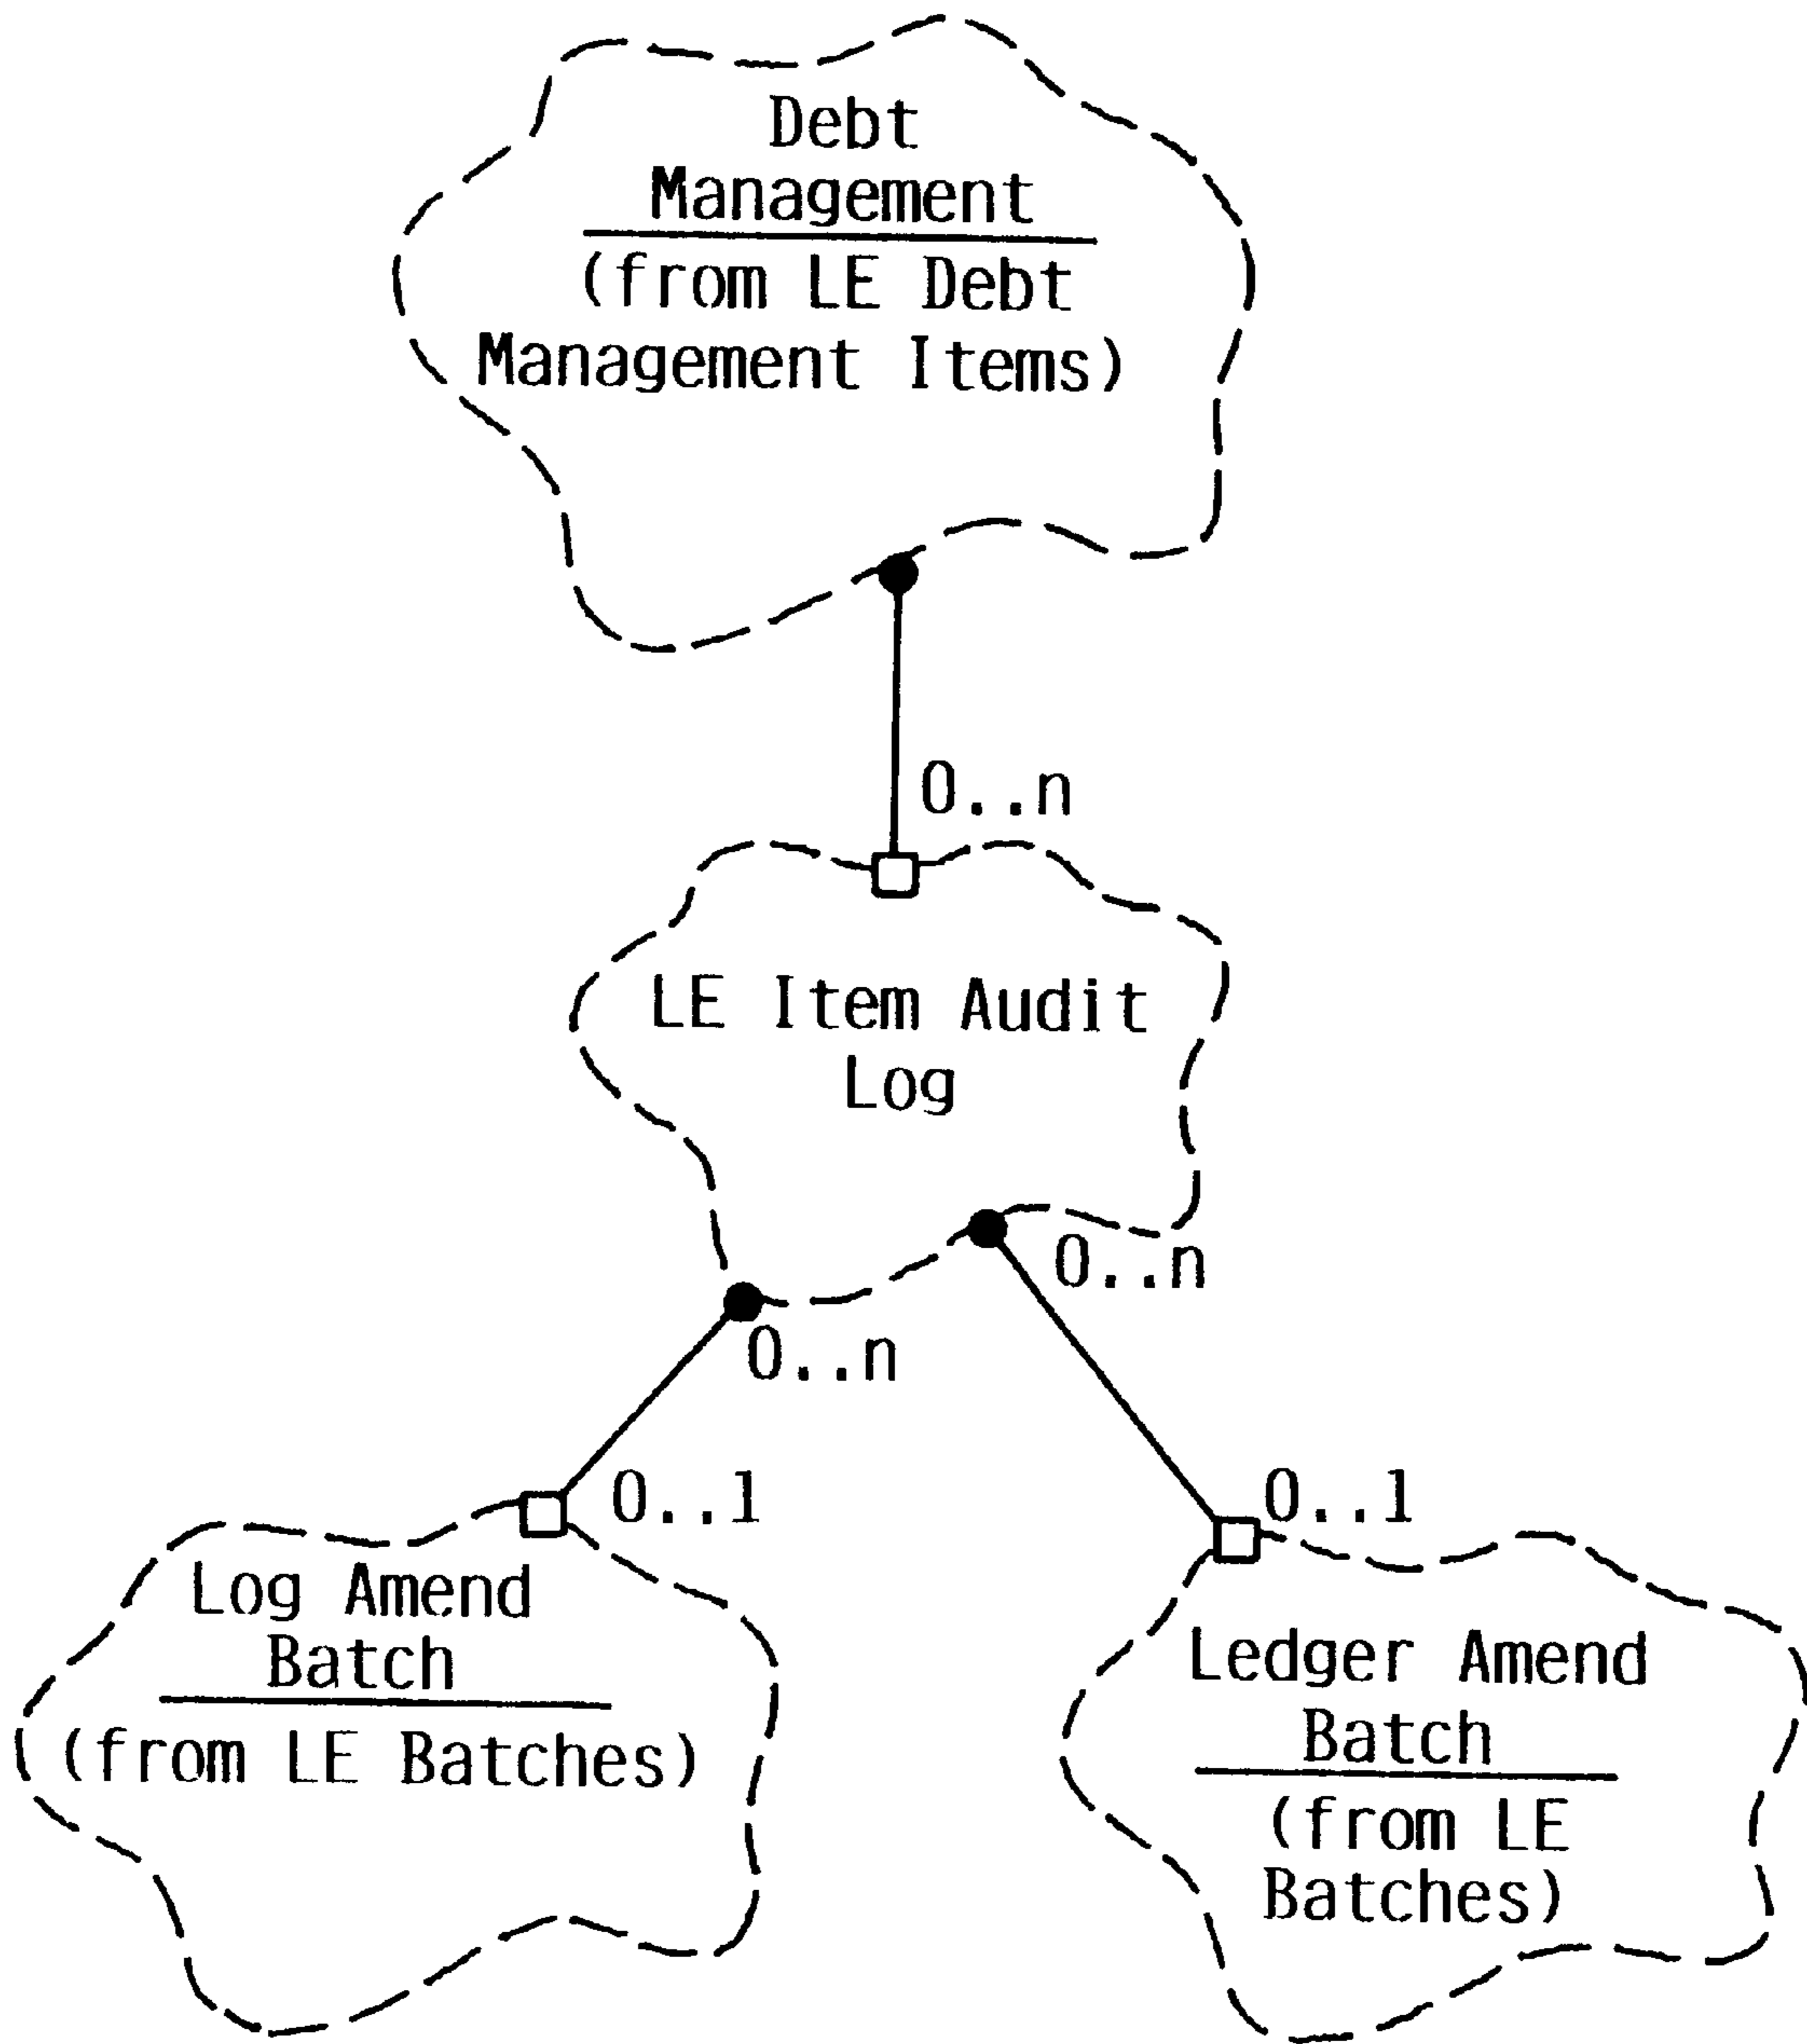 Debt
Management
(from LE Debt
Management Items)
0..n
LE Item Audit
Log
0..n
0..n
0..1
0..1
Log Amend
Batch
(from LE Batches)
Ledger Amend
Batch
(from LE
Batches)